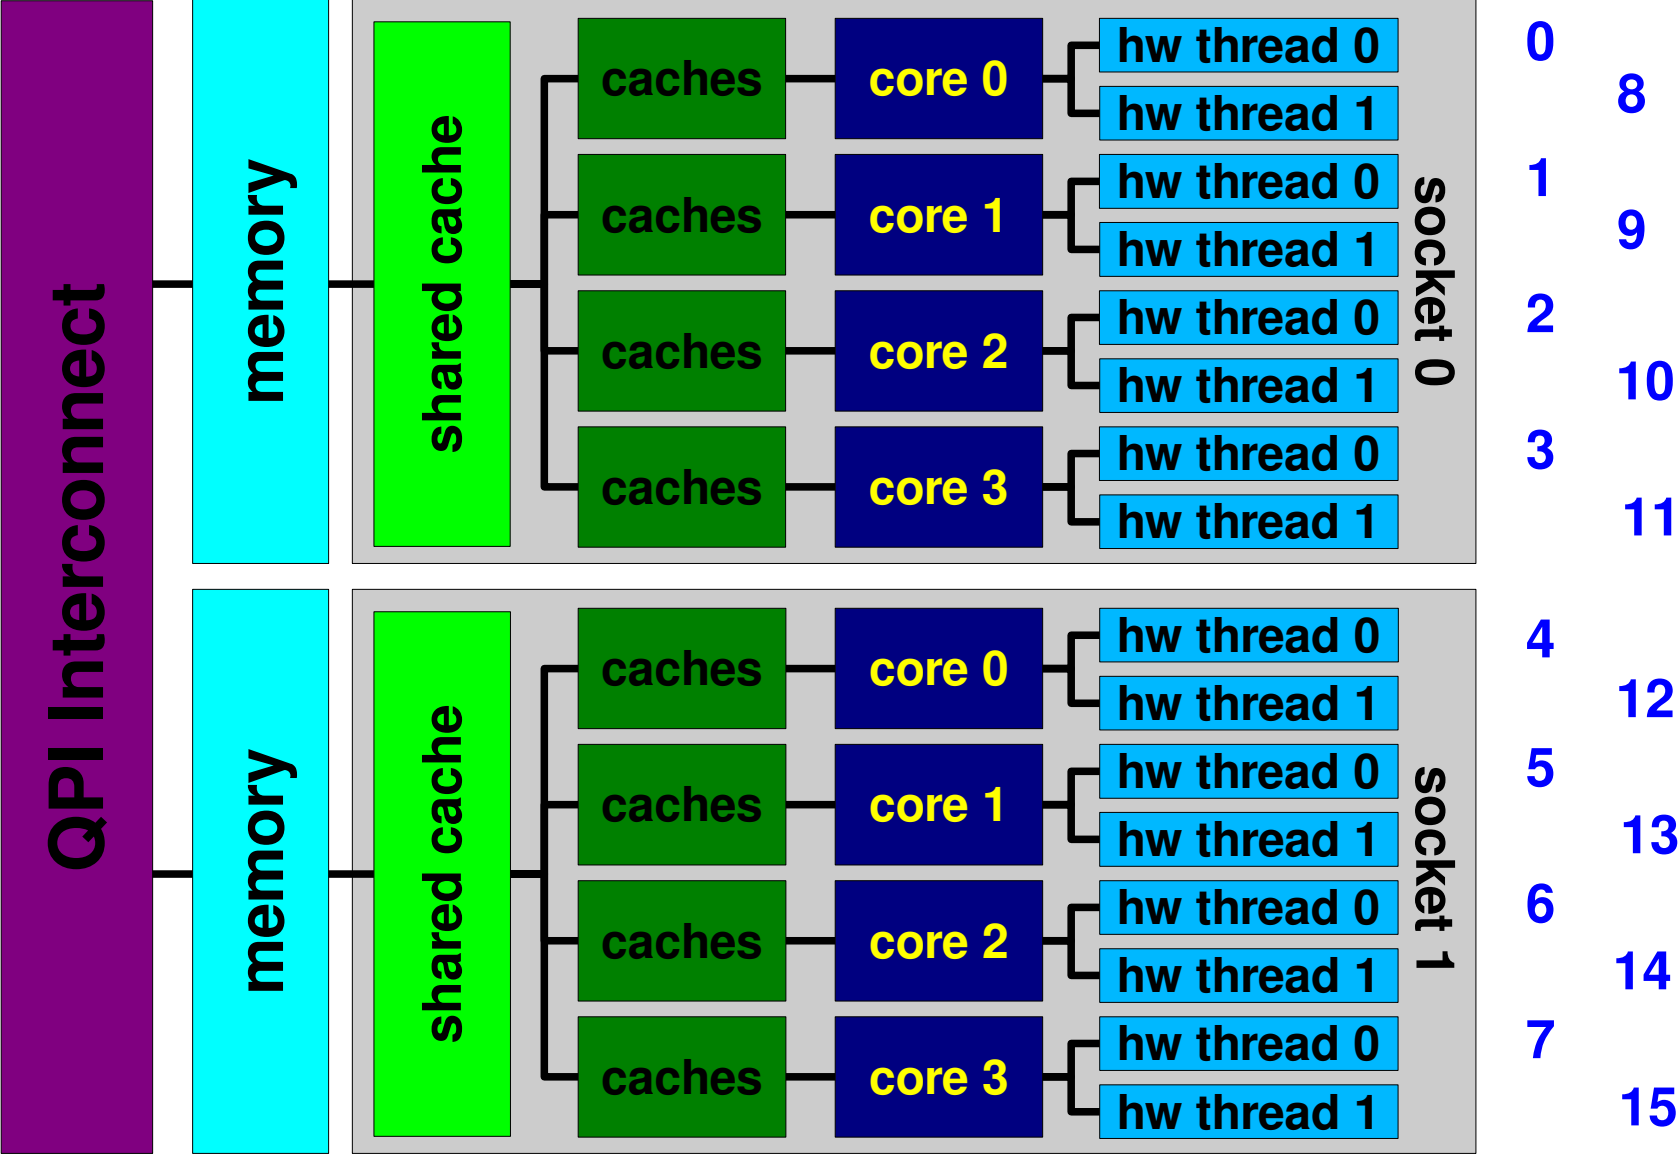 QPI Interconnect
memory
shared cache
caches
core 0
hw thread 0
0
hw thread 1
8
caches
core 1
hw thread 0
1
hw thread 1
9
caches
core 2
hw thread 0
2
hw thread 1
10
caches
core 3
hw thread 0
3
hw thread 1
11
socket 0
memory
shared cache
caches
core 0
hw thread 0
4
hw thread 1
12
caches
core 1
hw thread 0
5
hw thread 1
13
caches
core 2
hw thread 0
6
hw thread 1
14
caches
core 3
hw thread 0
7
hw thread 1
15
socket 1